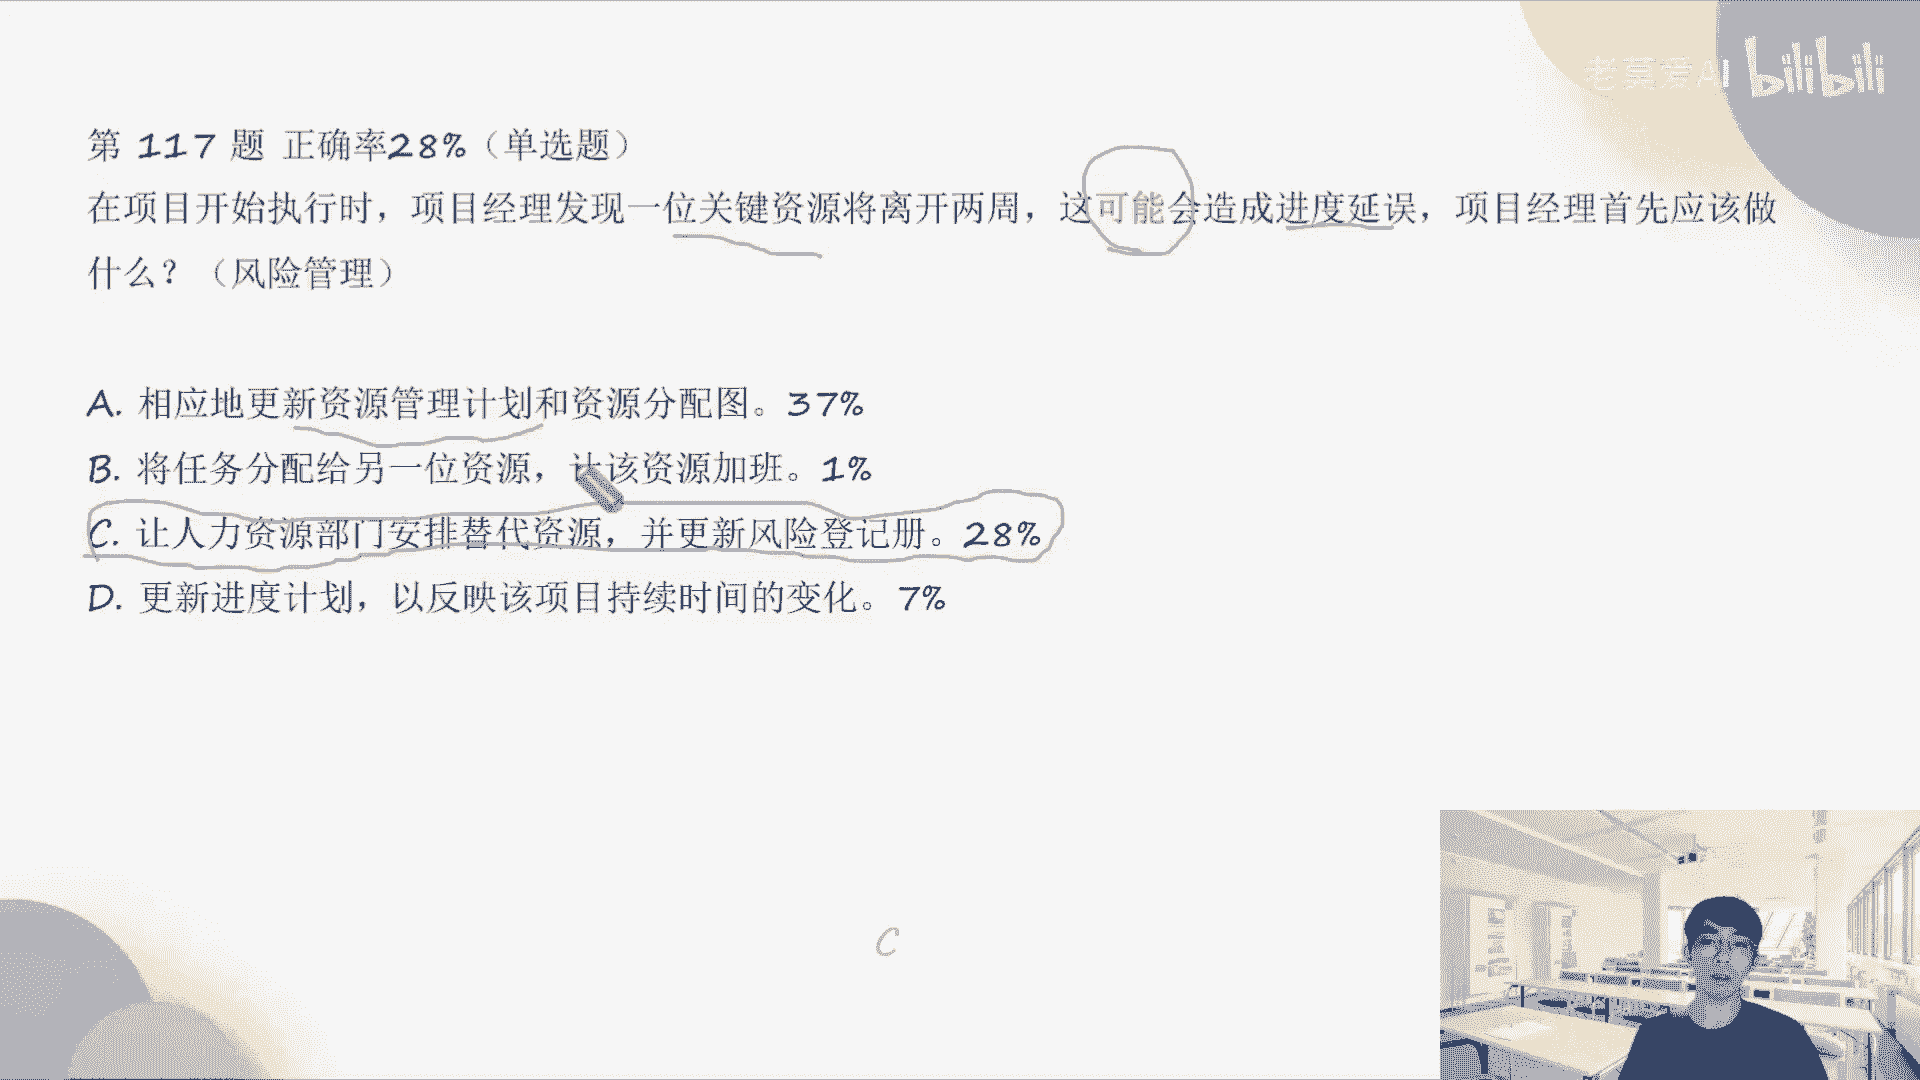 老莫爱AI bilibili
第 117 题 正确率28%（单选题）
在项目开始执行时，项目经理发现一位关键资源将离开两周，这可能会造成进度延误，项目经理首先应该做
什么？（风险管理）
A. 相应地更新资源管理计划和资源分配图。37%
B. 将任务分配给另一位资源，让该资源加班。1%
C. 让人力资源部门安排替代资源，并更新风险登记册。28%
D. 更新进度计划，以反映该项目持续时间的变化。7%
C